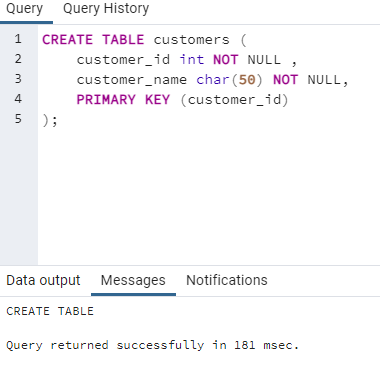 Query Query History
1 CREATE TABLE customers (
2 customer_id int NOT NULL ,
3 customer_name char(50) NOT NULL,
4 PRIMARY KEY (customer_id)
5 );
Data output Messages Notifications
CREATE TABLE
Query returned successfully in 181 msec.